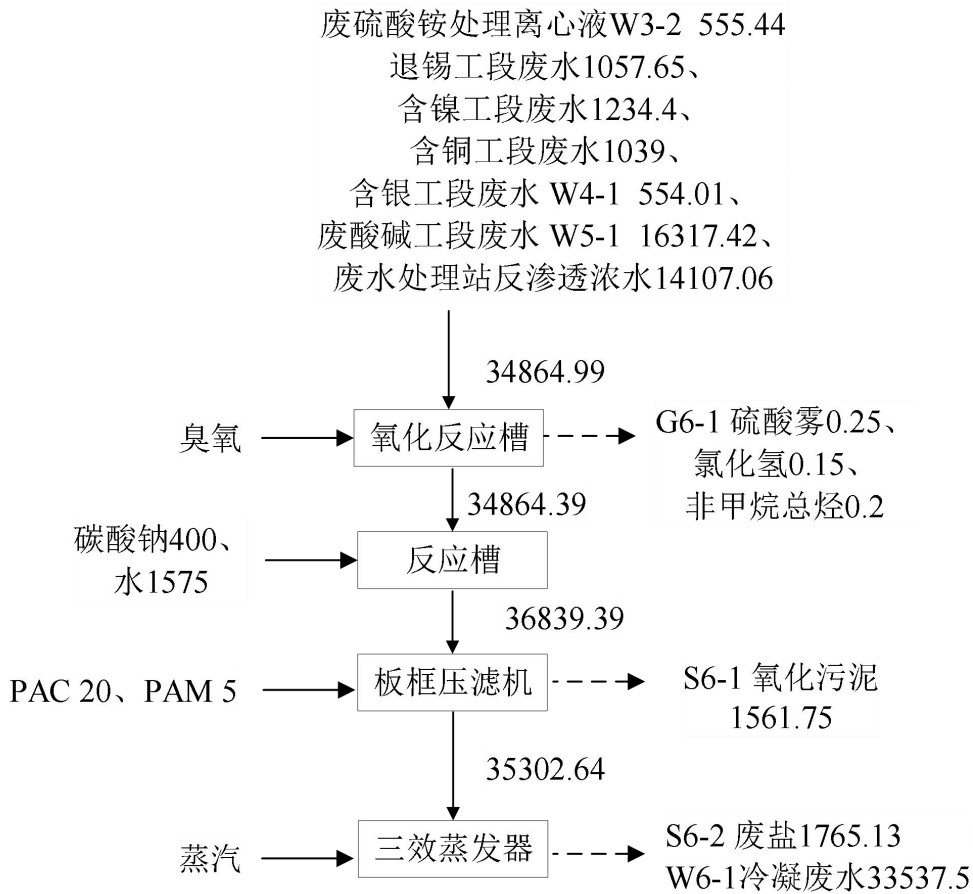 废硫酸铵处理离心液W3-2 555.44
退锡工段废水1057.65、
含镍工段废水1234.4、
含铜工段废水1039、
含银工段废水 W4-1 554.01、
废酸碱工段废水 W5-1 16317.42、
废水处理站反渗透浓水14107.06
34864.99
臭氧
氧化反应槽
G6-1 硫酸雾0.25、
氯化氢0.15、
非甲烷总烃0.2
34864.39
碳酸钠400、
水1575
反应槽
36839.39
PAC 20、PAM 5
板框压滤机
S6-1 氧化污泥
1561.75
35302.64
蒸汽
三效蒸发器
S6-2 废盐1765.13
W6-1冷凝废水33537.5